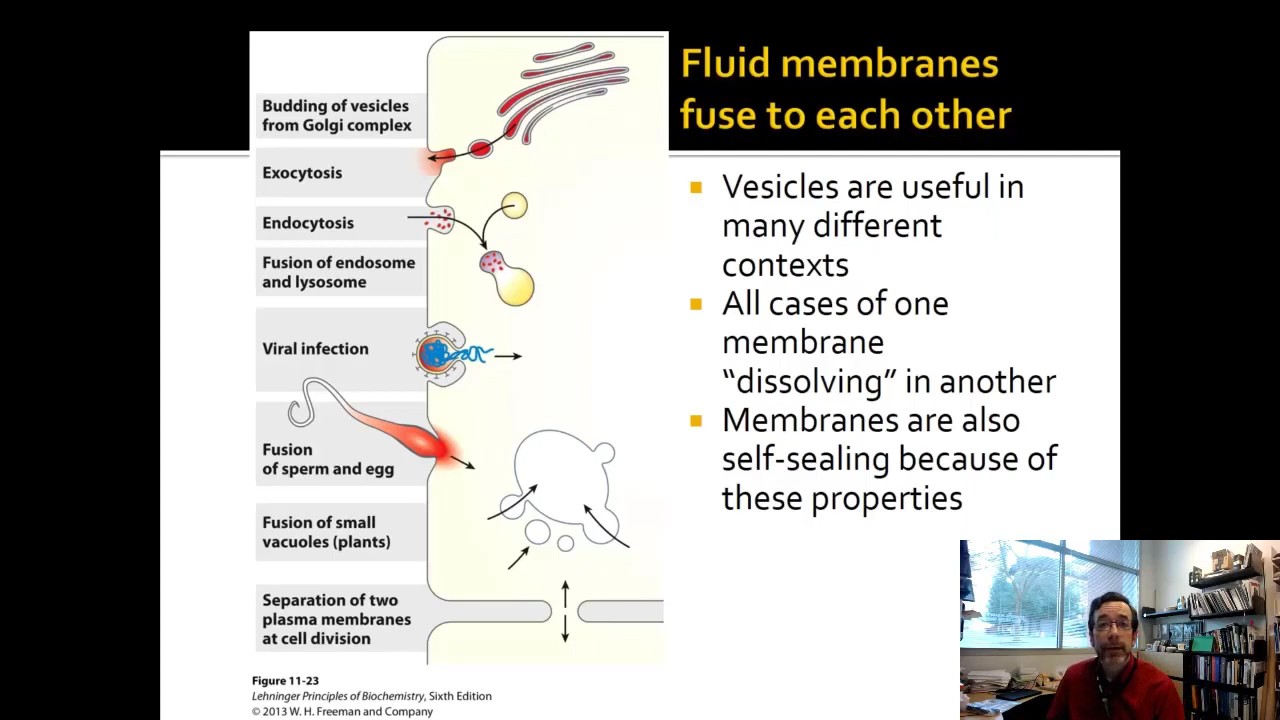 Fluid membranes
fuse to each other
Budding of vesicles
from Golgi complex
Exocytosis
Endocytosis
Fusion of endosome
and lysosome
Viral infection
Fusion
of sperm and egg
Fusion of small
vacuoles (plants)
Separation of two
plasma membranes
at cell division
Figure 11-23
Lehninger Principles of Biochemistry, Sixth Edition
© 2013 W. H. Freeman and Company
Vesicles are useful in
many different
contexts
All cases of one
membrane
“dissolving” in another
Membranes are also
self-sealing because of
these properties